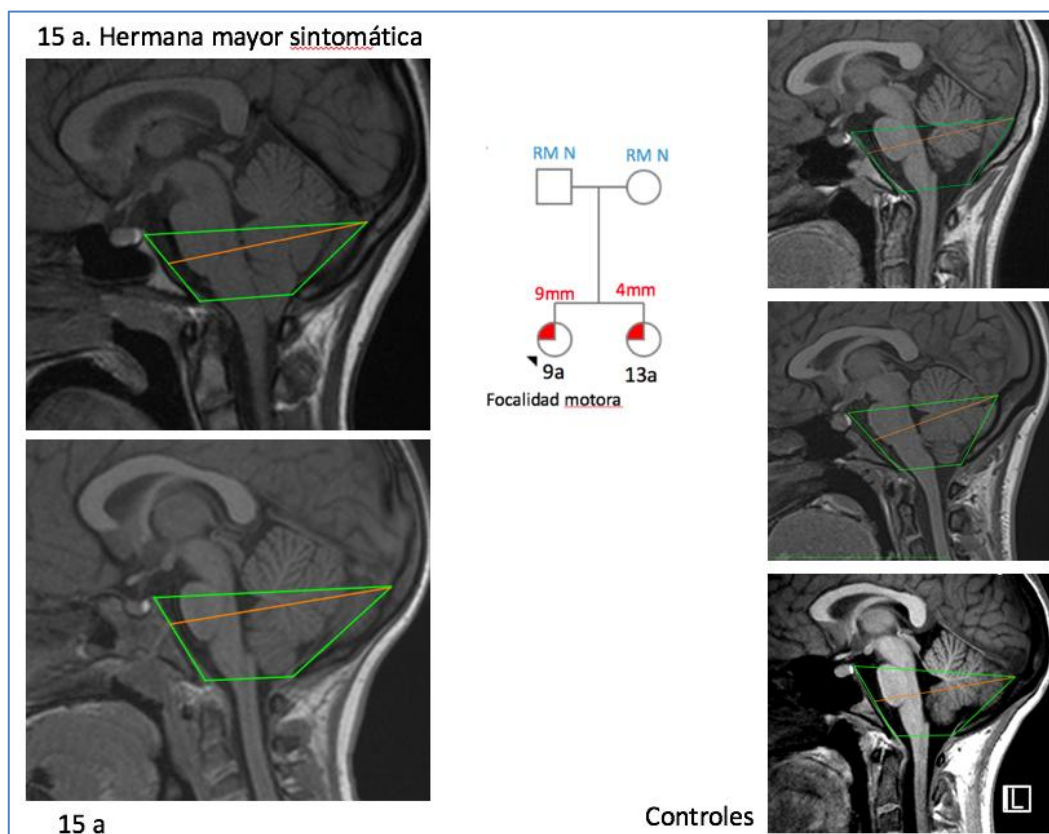 15 a. Hermana mayor sintomática
RM N
RM N
9mm
4mm
9a
13a
Focalidad motora
15 a
Controles
L